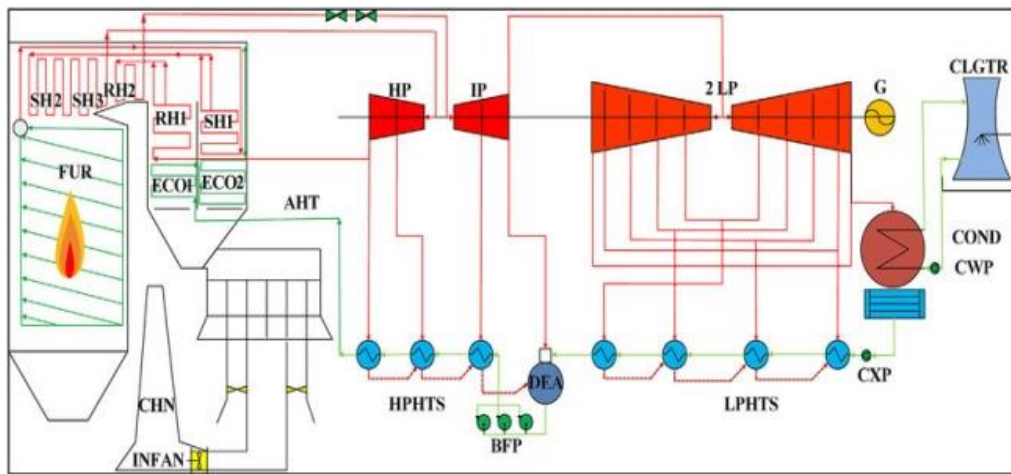 HP
IP
2 LP
G
CLGTR
SH2
SH3
RH2
RH1
SH1
FUR
ECO1
ECO2
AHT
COND
CWP
CHN
HPHTS
DEA
LPHTS
CXP
BFP
INFAN